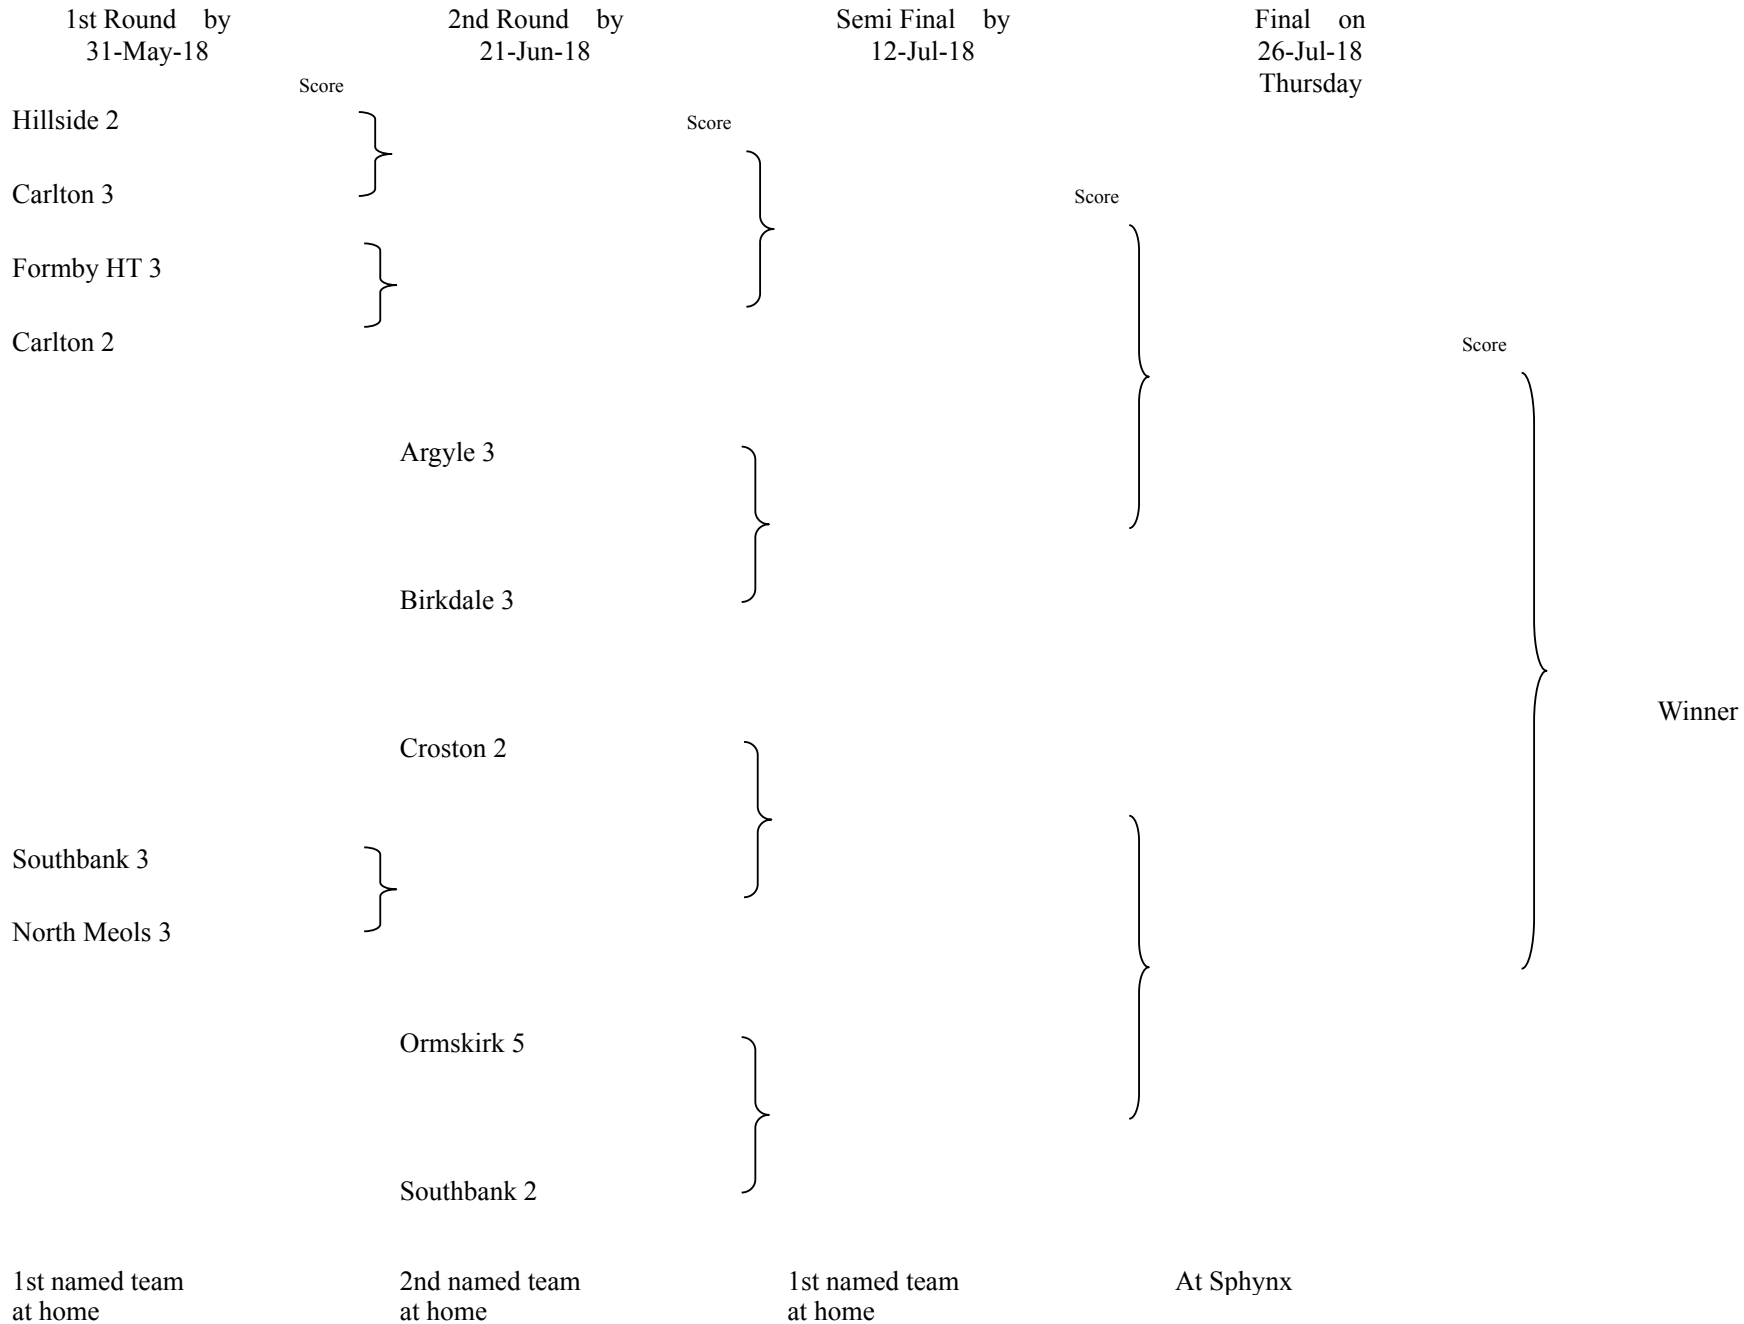 1st Round by
31-May-18
2nd Round by
21-Jun-18
Semi Final by
12-Jul-18
Final on
26-Jul-18
Thursday
Score
Hillside 2
Score
Carlton 3
Score
Formby HT 3
Carlton 2
Score
Argyle 3
Birkdale 3
Winner
Croston 2
Southbank 3
North Meols 3
Ormskirk 5
Southbank 2
1st named team
at home
2nd named team
at home
1st named team
at home
At Sphynx